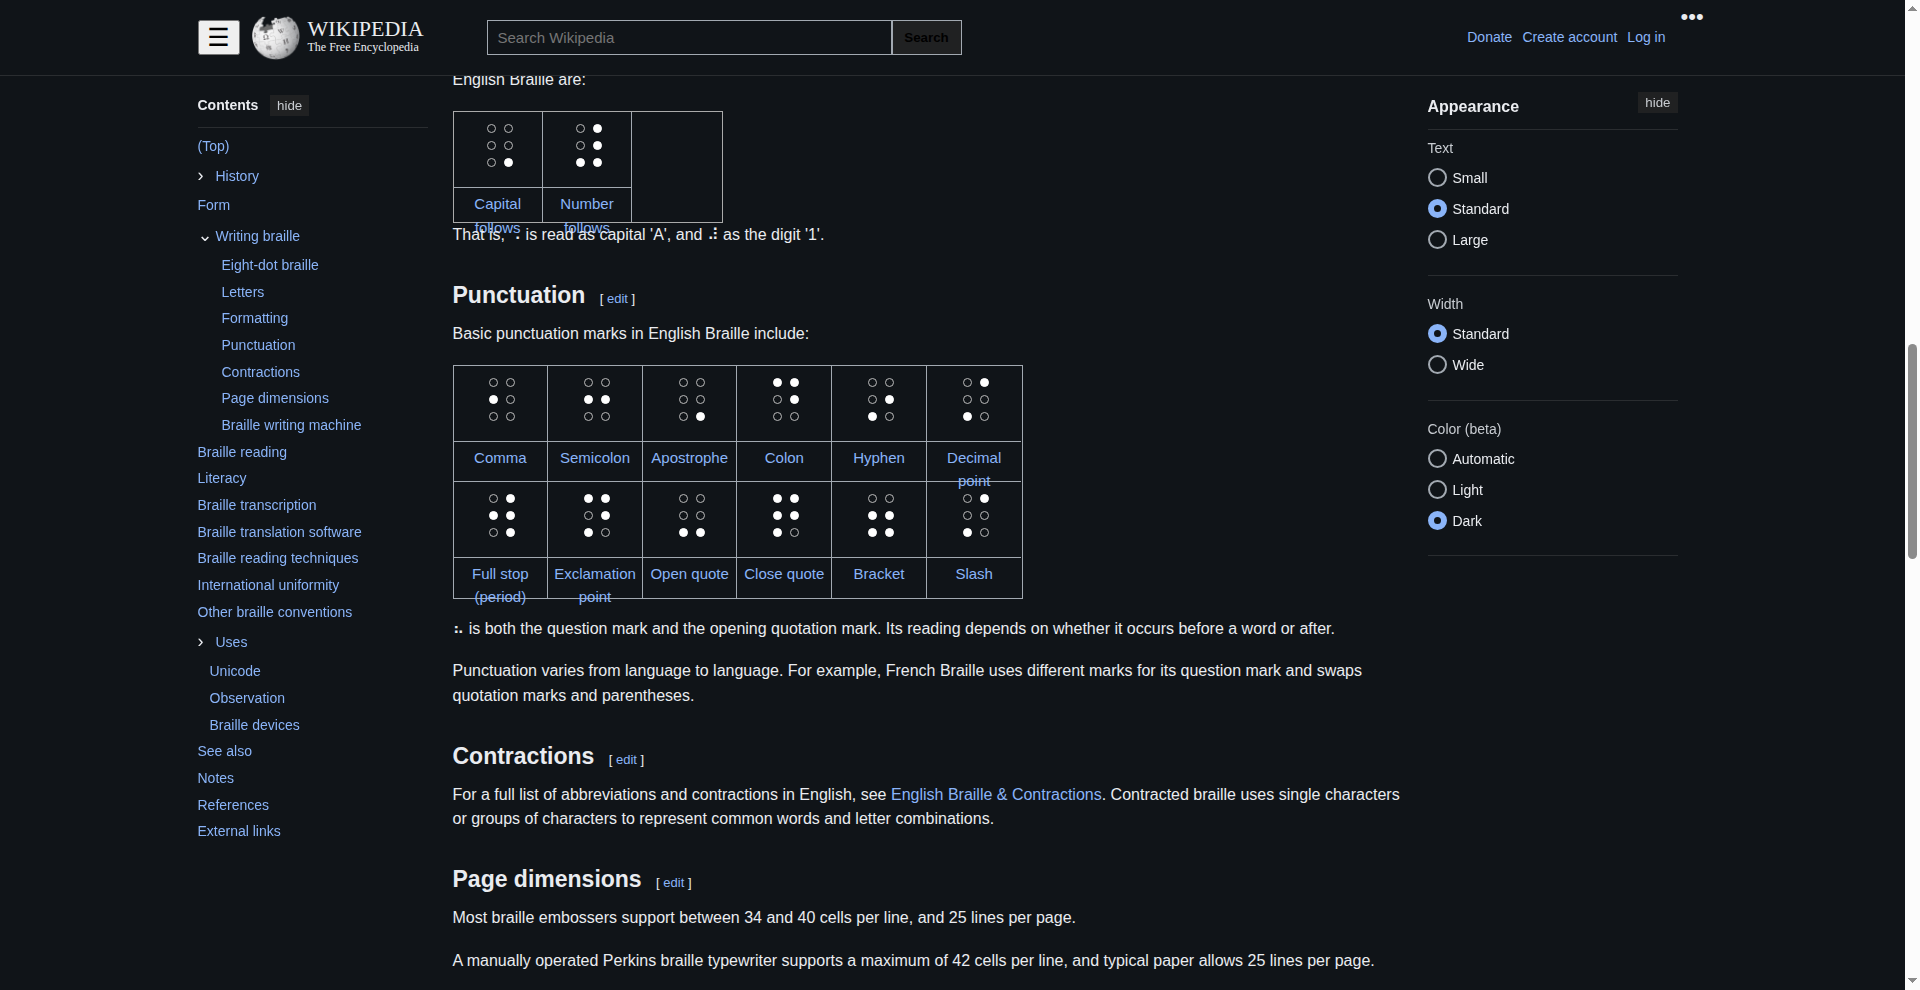 ☰
WIKIPEDIA
The Free Encyclopedia
Search Wikipedia
Search
Donate
Create account
Log in
•••
Contents
hide
(Top)
› History
Form
Writing braille
Eight-dot braille
Letters
Formatting
Punctuation
Contractions
Page dimensions
Braille writing machine
Braille reading
Literacy
Braille transcription
Braille translation software
Braille reading techniques
International uniformity
Other braille conventions
› Uses
Unicode
Observation
Braille devices
See also
Notes
References
External links
English Braille are:
Capital follows
Number follows
That is, ⠠ is read as capital 'A', and ⠼ as the digit '1'.
Punctuation [ edit ]
Basic punctuation marks in English Braille include:
Comma
Semicolon
Apostrophe
Colon
Hyphen
Decimal point
Full stop (period)
Exclamation point
Open quote
Close quote
Bracket
Slash
⠦ is both the question mark and the opening quotation mark. Its reading depends on whether it occurs before a word or after.
Punctuation varies from language to language. For example, French Braille uses different marks for its question mark and swaps
quotation marks and parentheses.
Contractions [ edit ]
For a full list of abbreviations and contractions in English, see English Braille & Contractions. Contracted braille uses single characters
or groups of characters to represent common words and letter combinations.
Page dimensions [ edit ]
Most braille embossers support between 34 and 40 cells per line, and 25 lines per page.
A manually operated Perkins braille typewriter supports a maximum of 42 cells per line, and typical paper allows 25 lines per page.
Appearance
hide
Text
Small
Standard
Large
Width
Standard
Wide
Color (beta)
Automatic
Light
Dark